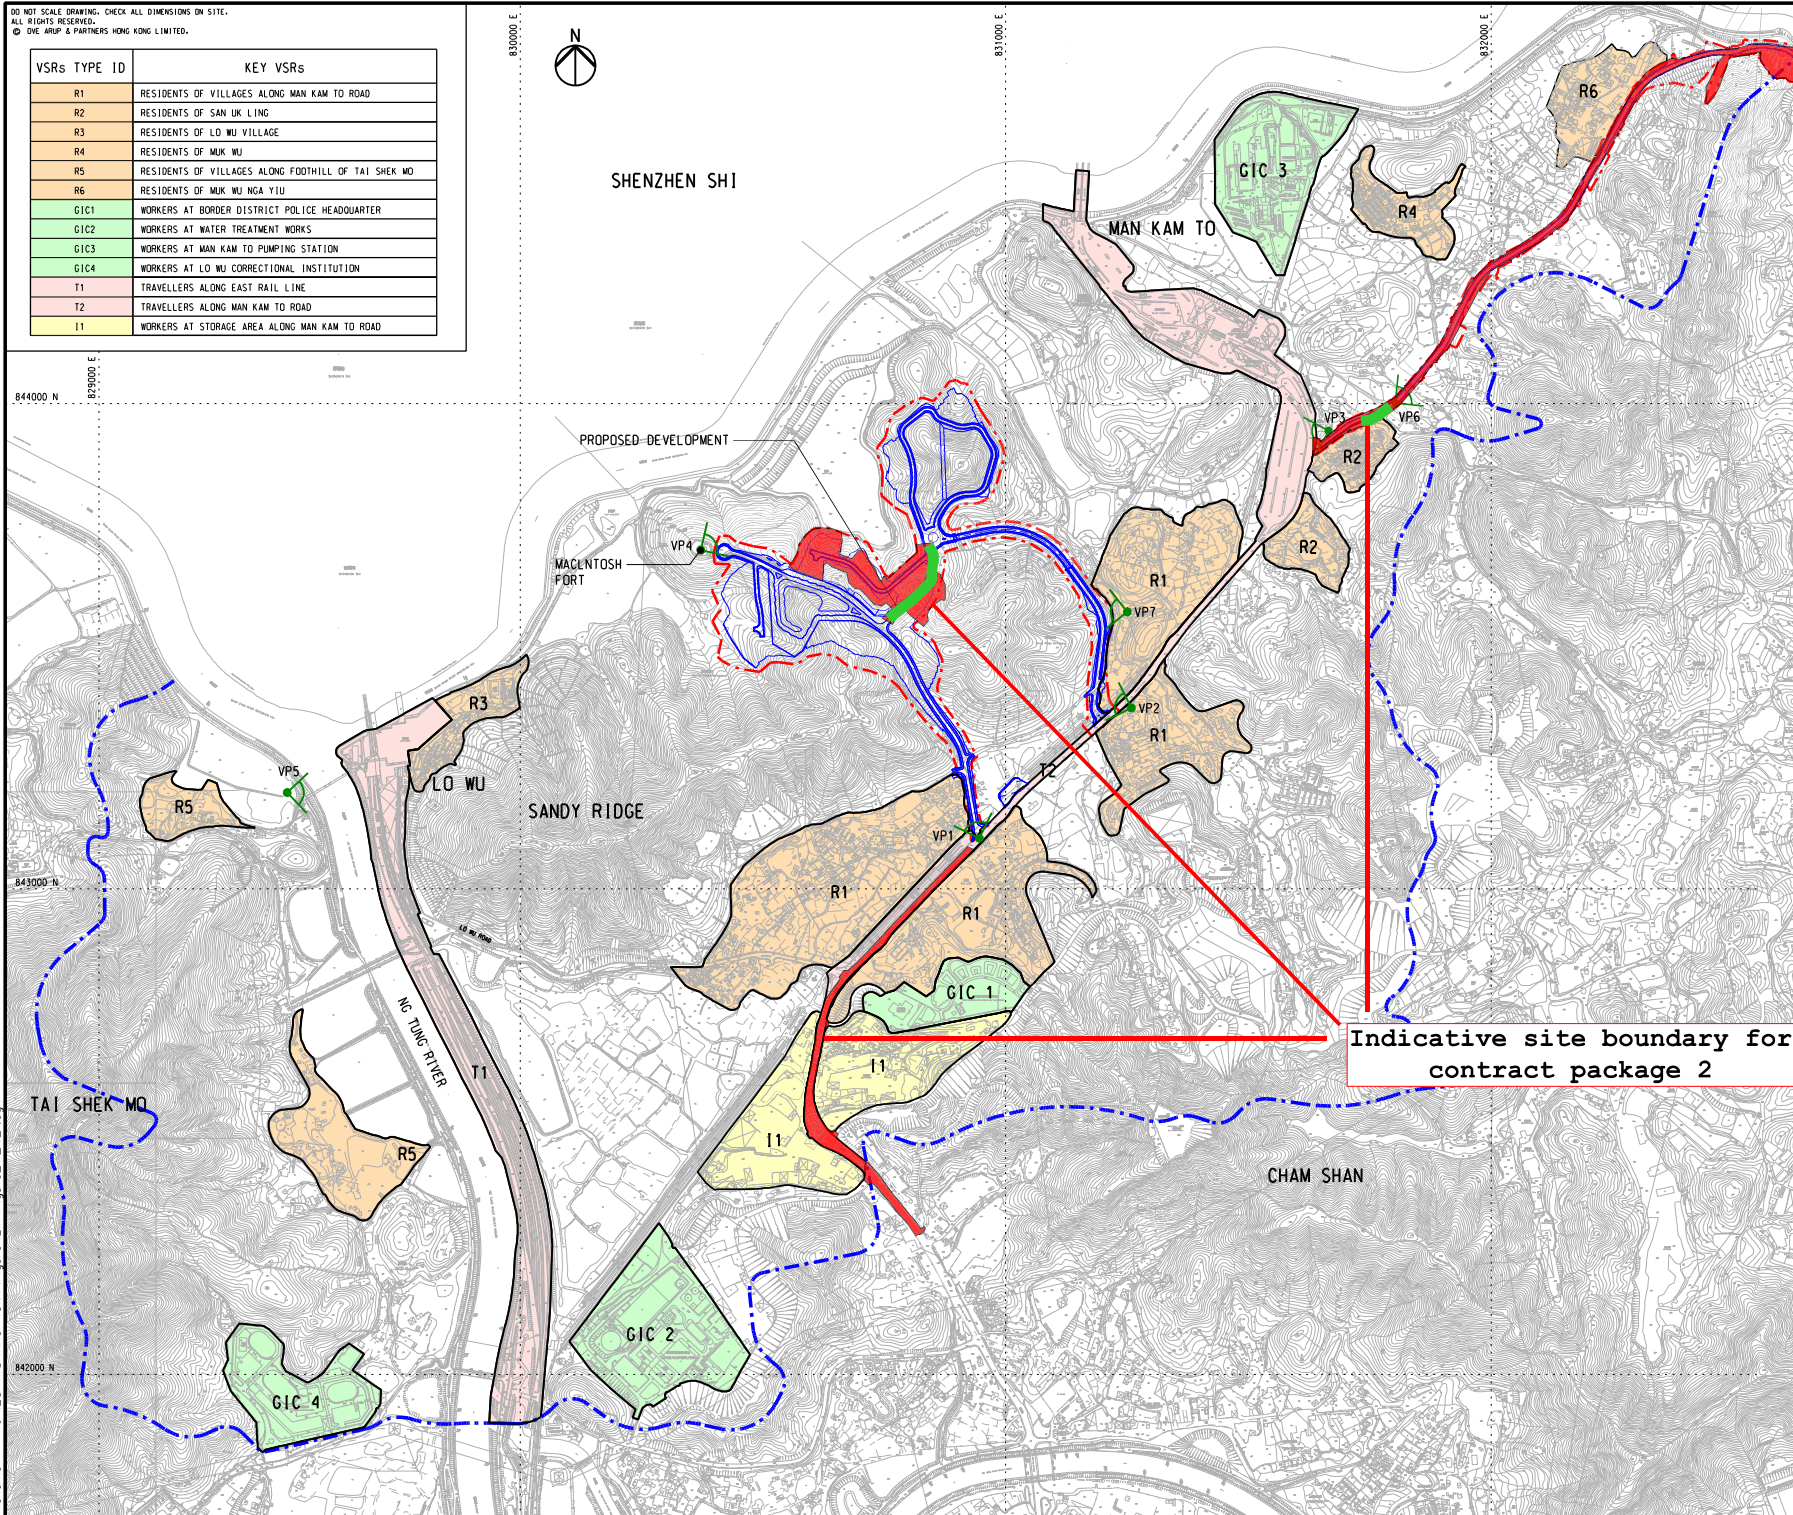 DO NOT SCALE DRAWING. CHECK ALL DIMENSIONS ON SITE.
ALL RIGHTS RESERVED.
© OVE ARUP & PARTNERS HONG KONG LIMITED.
VSRs TYPE ID KEY VSRs
R1 RESIDENTS OF VILLAGES ALONG MAN KAM TO ROAD
R2 RESIDENTS OF SAN UK LING
R3 RESIDENTS OF LO WU VILLAGE
R4 RESIDENTS OF MUK WU
R5 RESIDENTS OF VILLAGES ALONG FOOTHILL OF TAI SHEK MO
R6 RESIDENTS OF MUK WU NGA YIU
GIC1 WORKERS AT BORDER DISTRICT POLICE HEADQUARTER
GIC2 WORKERS AT WATER TREATMENT WORKS
GIC3 WORKERS AT MAN KAM TO PUMPING STATION
GIC4 WORKERS AT LO WU CORRECTIONAL INSTITUTION
T1 TRAVELLERS ALONG EAST RAIL LINE
T2 TRAVELLERS ALONG MAN KAM TO ROAD
I1 WORKERS AT STORAGE AREA ALONG MAN KAM TO ROAD
N
830000 E
831000 E
832000 E
829000 E
R6
SHENZHEN SHI
GIC 3
R4
MAN KAM TO
844000 N
VP3
VP6
PROPOSED DEVELOPMENT
R2
VP4
R2
MACLNTOSH
FORT
R1
VP7
R3
VP2
R1
VP5
T2
LO WU
R5
SANDY RIDGE
VP1
843000 N
R1
R1
LO WU ROAD
GIC 1
NG TUNG RIVER
Indicative site boundary for
contract package 2
I1
T1
TAI SHEK MO
I1
R5
CHAM SHAN
GIC 2
842000 N
GIC 4